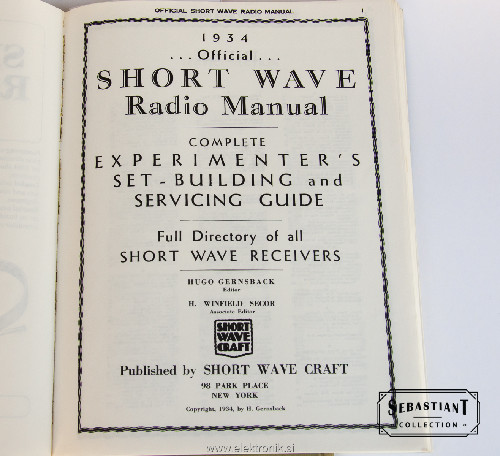 OFFICIAL SHORT WAVE RADIO MANUAL 1
1934
...Official...
SHORT WAVE
Radio Manual
COMPLETE
EXPERIMENTER'S
SET-BUILDING and
SERVICING GUIDE
Full Directory of all
SHORT WAVE RECEIVERS
HUGO GERNSBACK
Editor
H. WINFIELD SECOR
Associate Editor
SHORT
WAVE
CRAFT
Published by SHORT WAVE CRAFT
98 PARK PLACE
NEW YORK
Copyright, 1934, by H. Gernsback
SEBASTIANT
COLLECTION
www.elektronik.si